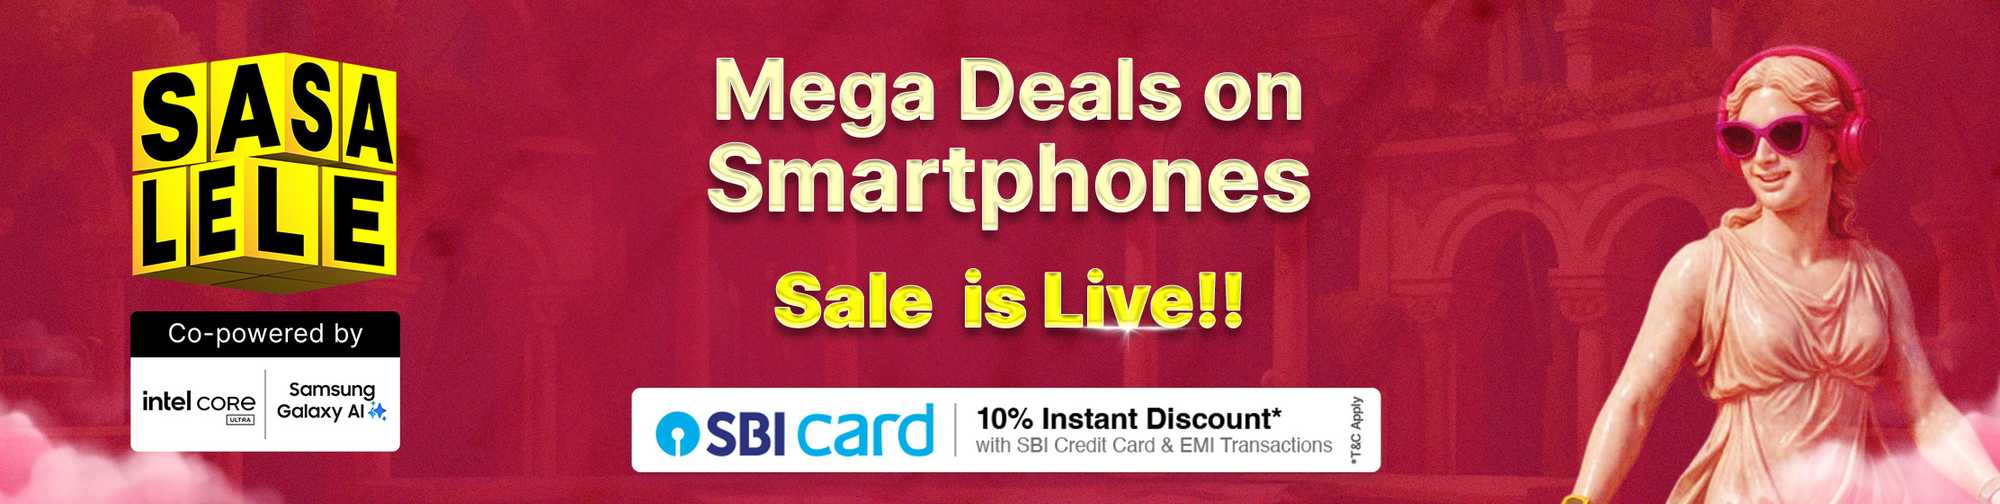 SASA
LELE
Co-powered by
intel CORE
ULTRA
Samsung
Galaxy AI
Mega Deals on
Smartphones
Sale is Live!!
SBI card
10% Instant Discount*
with SBI Credit Card & EMI Transactions
*T&C Apply